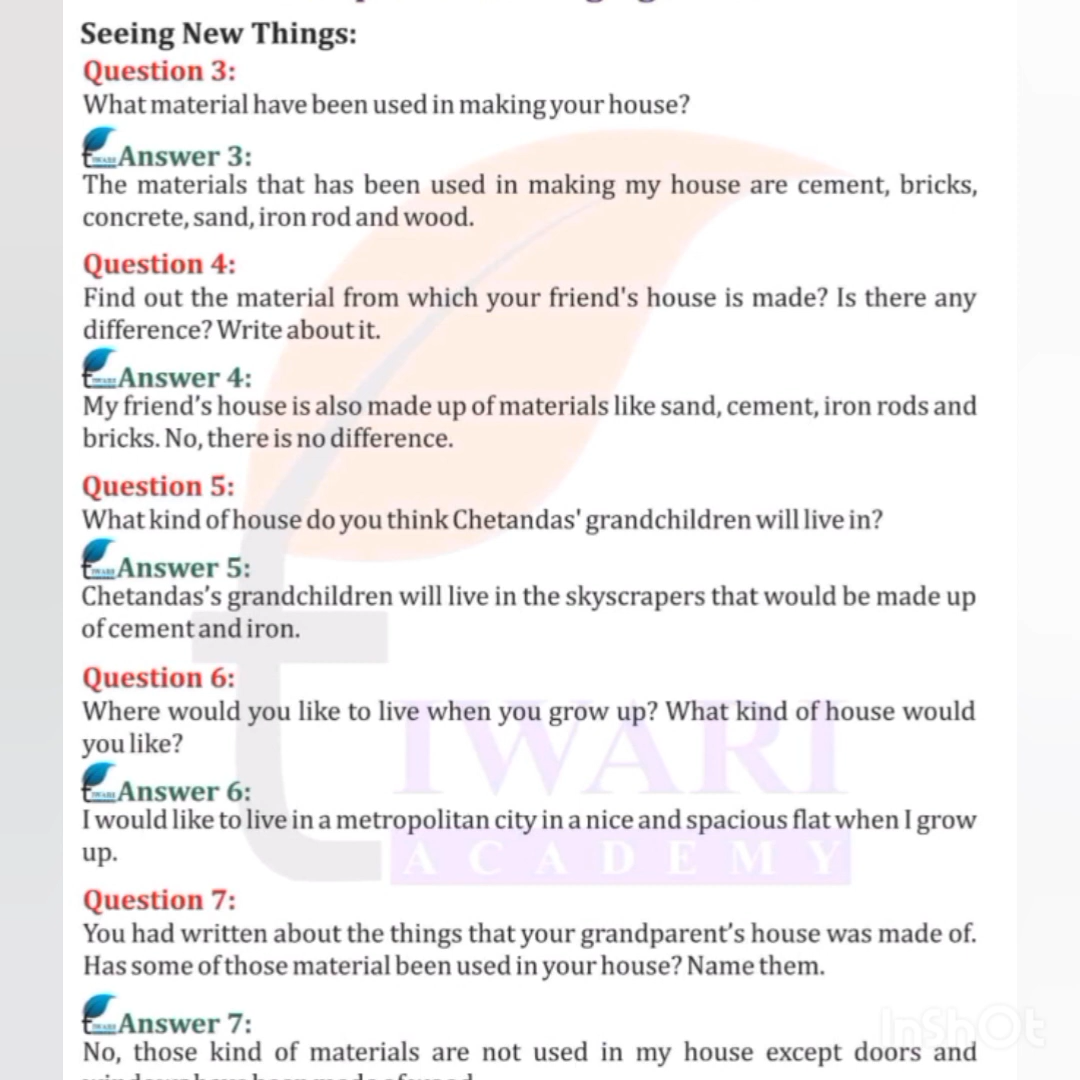 Seeing New Things:
Question 3:
What material have been used in making your house?
Answer 3:
The materials that has been used in making my house are cement, bricks,
concrete, sand, iron rod and wood.
Question 4:
Find out the material from which your friend's house is made? Is there any
difference? Write about it.
Answer 4:
My friend's house is also made up of materials like sand, cement, iron rods and
bricks. No, there is no difference.
Question 5:
What kind of house do you think Chetandas' grandchildren will live in?
Answer 5:
Chetandas's grandchildren will live in the skyscrapers that would be made up
of cement and iron.
Question 6:
Where would you like to live when you grow up? What kind of house would
you like?
Answer 6:
I would like to live in a metropolitan city in a nice and spacious flat when I grow
up.
Question 7:
You had written about the things that your grandparent's house was made of.
Has some of those material been used in your house? Name them.
Answer 7:
No, those kind of materials are not used in my house except doors and
TIWARI
ACADEMY
InShOt